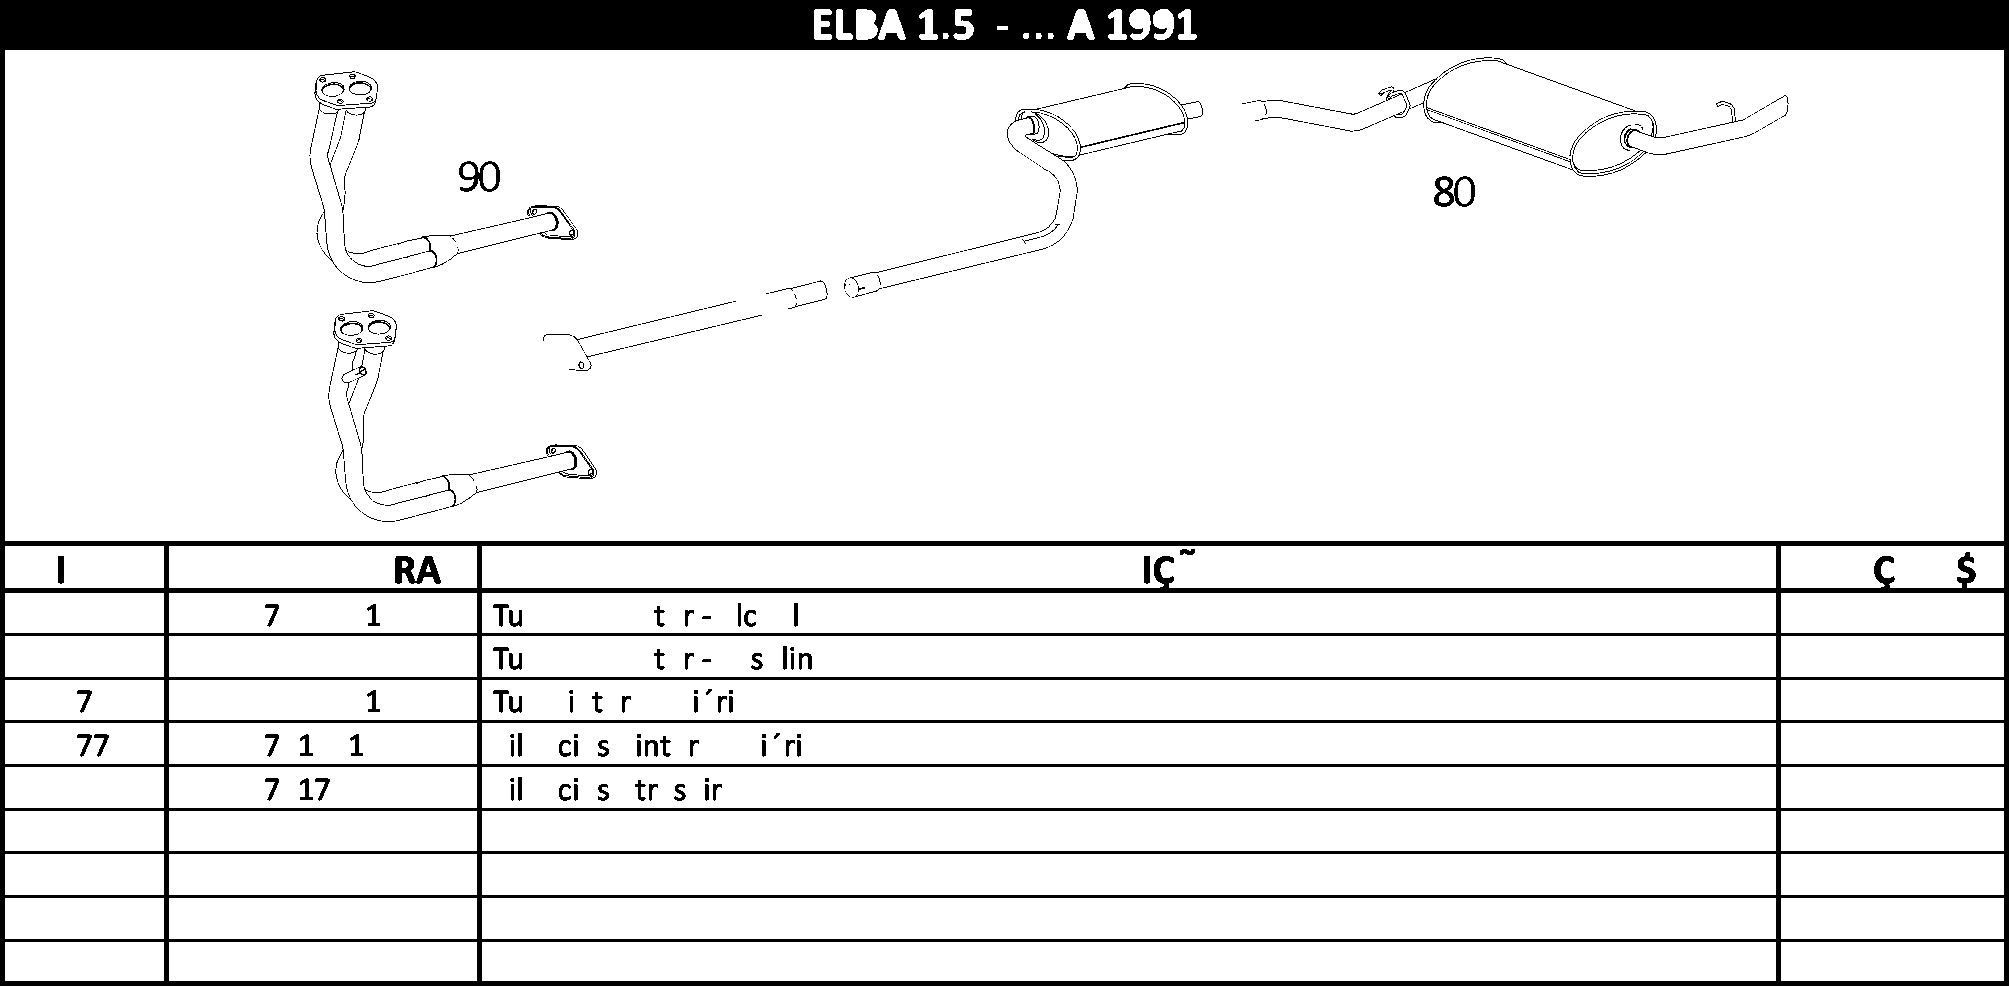 ELBA 1.5 - ... A 1991
90
80
I RA IÇ˜ Ç $
7 1 Tu t r- lc l
Tu t r- s lin
7 1 Tu i t r i´ri
77 7 1 1 il ci s int r i´ri
7 17 il ci s tr s ir